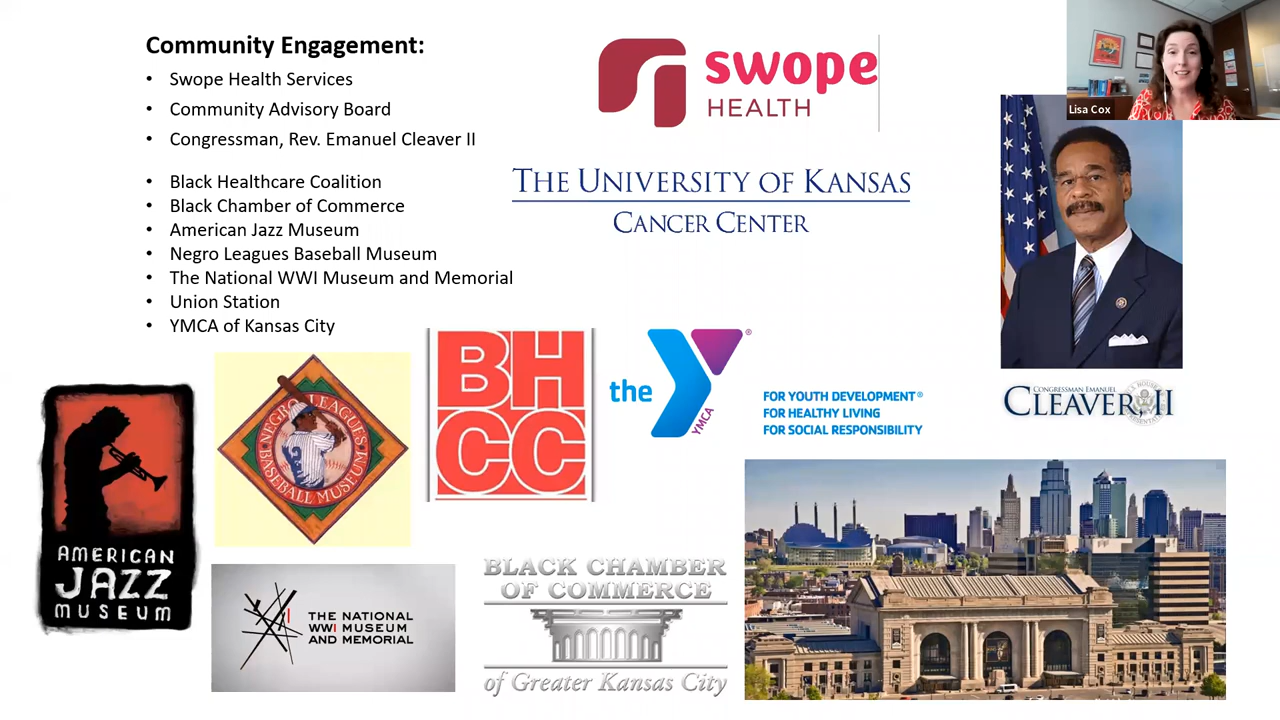 Community Engagement:
• Swope Health Services
• Community Advisory Board
• Congressman, Rev. Emanuel Cleaver II
• Black Healthcare Coalition
• Black Chamber of Commerce
• American Jazz Museum
• Negro Leagues Baseball Museum
• The National WWI Museum and Memorial
• Union Station
• YMCA of Kansas City
swope
HEALTH
THE UNIVERSITY OF KANSAS
CANCER CENTER
Lisa Cox
CONGRESSMAN EMANUEL
CLEAVER, II
AMERICAN
JAZZ
MUSEUM
NEGRO LEAGUES
BASEBALL MUSEUM
BH
CC
the
YMCA
®
FOR YOUTH DEVELOPMENT®
FOR HEALTHY LIVING
FOR SOCIAL RESPONSIBILITY
THE NATIONAL
WWI MUSEUM
AND MEMORIAL
BLACK CHAMBER
OF COMMERCE
of Greater Kansas City